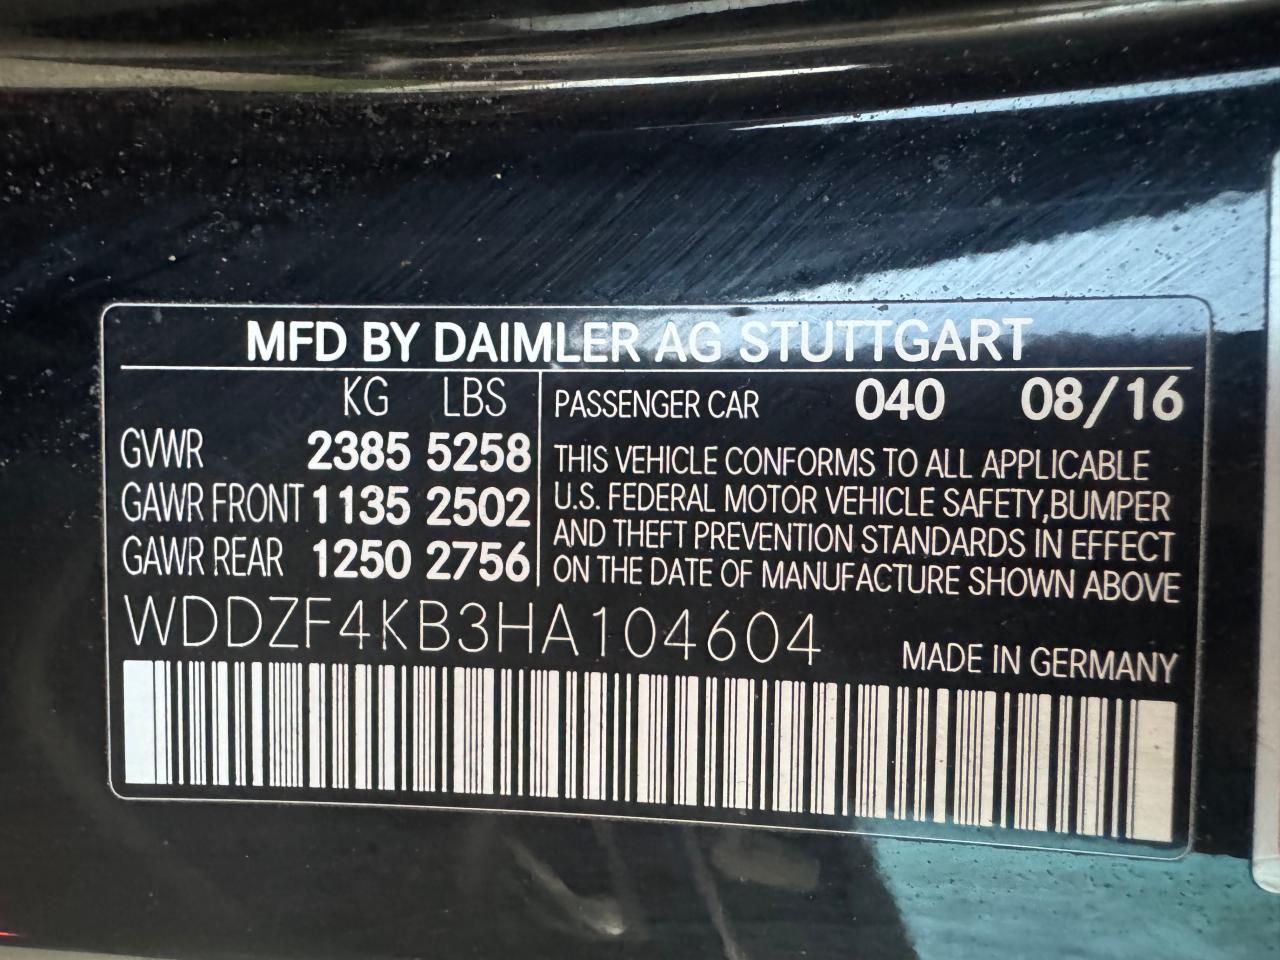 MFD BY DAIMLER AG STUTTGART
KG LBS
GVWR 2385 5258
GAWR FRONT 1135 2502
GAWR REAR 1250 2756
PASSENGER CAR 040 08/16
THIS VEHICLE CONFORMS TO ALL APPLICABLE
U.S. FEDERAL MOTOR VEHICLE SAFETY,BUMPER
AND THEFT PREVENTION STANDARDS IN EFFECT
ON THE DATE OF MANUFACTURE SHOWN ABOVE
WDDZF4KB3HA104604
MADE IN GERMANY